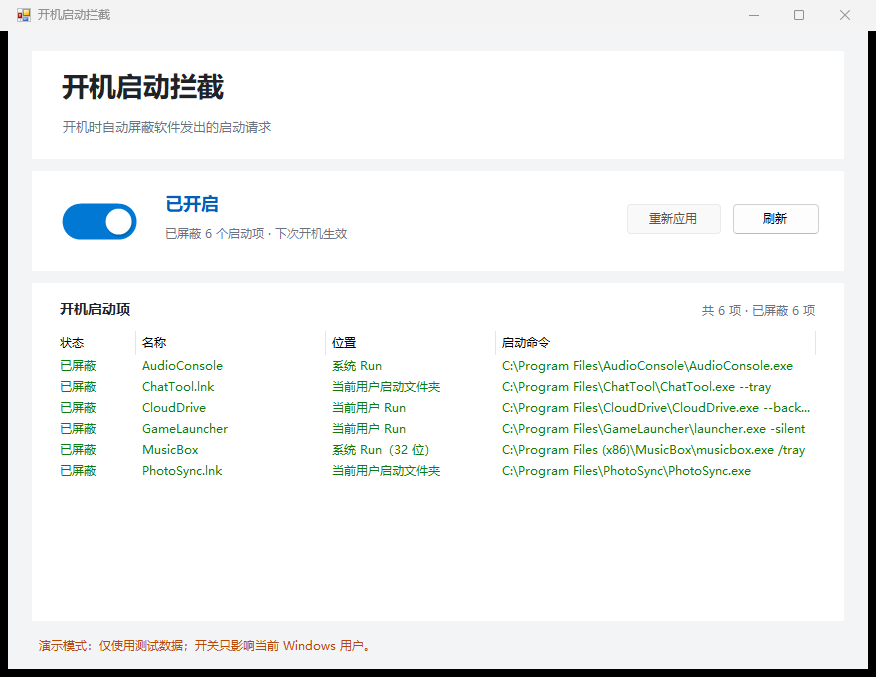 开机启动拦截
开机启动拦截
开机时自动屏蔽软件发出的启动请求
已开启
已屏蔽 6 个启动项 · 下次开机生效
重新应用 刷新
开机启动项 共 6 项 · 已屏蔽 6 项
状态 名称 位置 启动命令
已屏蔽 AudioConsole 系统 Run C:\Program Files\AudioConsole\AudioConsole.exe
已屏蔽 ChatTool.lnk 当前用户启动文件夹 C:\Program Files\ChatTool\ChatTool.exe --tray
已屏蔽 CloudDrive 当前用户 Run C:\Program Files\CloudDrive\CloudDrive.exe --back...
已屏蔽 GameLauncher 当前用户 Run C:\Program Files\GameLauncher\launcher.exe -silent
已屏蔽 MusicBox 系统 Run（32 位） C:\Program Files (x86)\MusicBox\musicbox.exe /tray
已屏蔽 PhotoSync.lnk 当前用户启动文件夹 C:\Program Files\PhotoSync\PhotoSync.exe
演示模式：仅使用测试数据；开关只影响当前 Windows 用户。